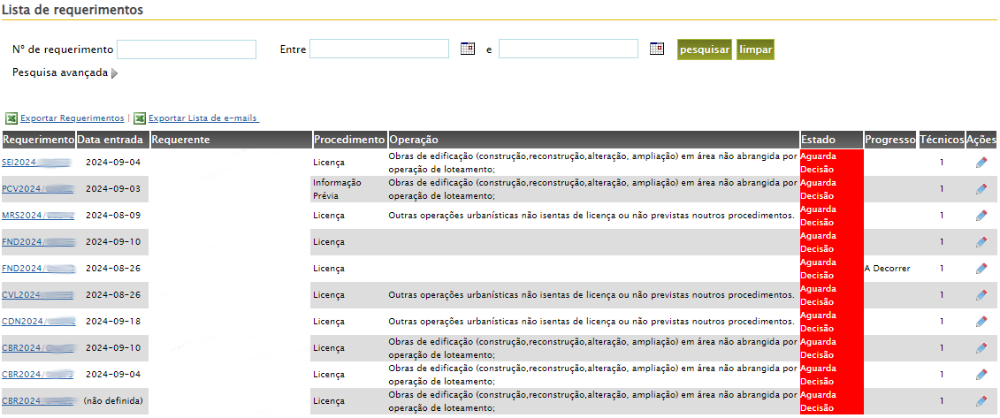 Lista de requerimentos
Nº de requerimento Entre e pesquisar limpar
Pesquisa avançada
Exportar Requerimentos | Exportar Lista de e-mails
Requerimento Data entrada Requerente Procedimento Operação Estado Progresso Técnicos Ações
SEI2024 2024-09-04 Licença Obras de edificação (construção,reconstrução,alteração, ampliação) em área não abrangida por Aguarda 1
operação de loteamento; Decisão
PCV2024/ 2024-09-03 Informação Obras de edificação (construção,reconstrução,alteração, ampliação) em área não abrangida por Aguarda 1
Prévia operação de loteamento; Decisão
MRS2024/ 2024-08-09 Licença Outras operações urbanísticas não isentas de licença ou não previstas noutros procedimentos. Aguarda 1
Decisão
FND2024/ 2024-09-10 Licença Aguarda 1
Decisão
FND2024/ 2024-08-26 Licença Aguarda A Decorrer 1
Decisão
CVL2024 2024-08-26 Licença Outras operações urbanísticas não isentas de licença ou não previstas noutros procedimentos. Aguarda 1
Decisão
CDN2024/ 2024-09-18 Licença Outras operações urbanísticas não isentas de licença ou não previstas noutros procedimentos. Aguarda 1
Decisão
CBR2024/ 2024-09-10 Licença Obras de edificação (construção,reconstrução,alteração, ampliação) em área não abrangida por Aguarda 1
operação de loteamento; Decisão
CBR2024/ 2024-09-04 Licença Obras de edificação (construção,reconstrução,alteração, ampliação) em área não abrangida por Aguarda 1
operação de loteamento; Decisão
CBR2024/ (não definida) Licença Obras de edificação (construção,reconstrução,alteração, ampliação) em área não abrangida por Aguarda 1
operação de loteamento; Decisão